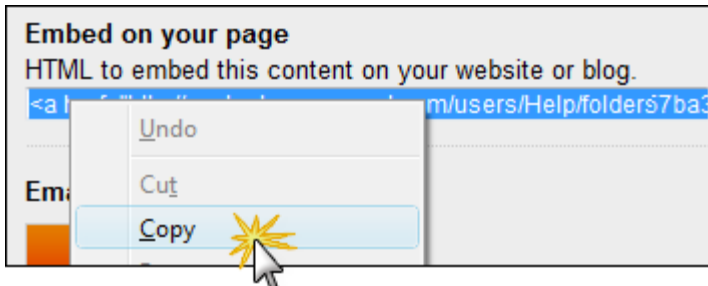 Embed on your page
HTML to embed this content on your website or blog.
<a h m/users/Help/folders7ba3
Undo
Cut
Ema
Copy